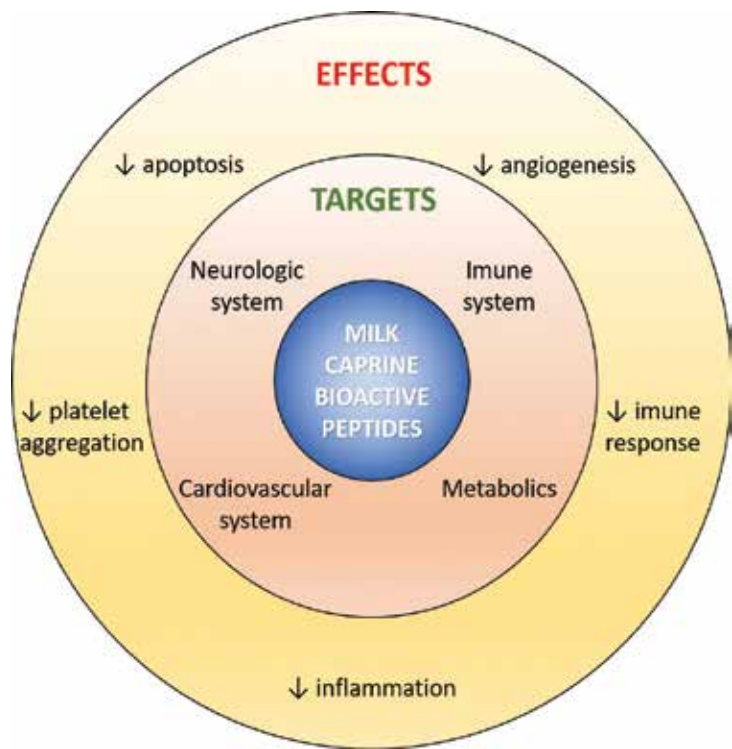 EFFECTS
↓ apoptosis
↓ angiogenesis
TARGETS
Neurologic
system
Imune
system
MILK
CAPRINE
BIOACTIVE
PEPTIDES
↓ platelet
aggregation
↓ imune
response
Cardiovascular
system
Metabolics
↓ inflammation